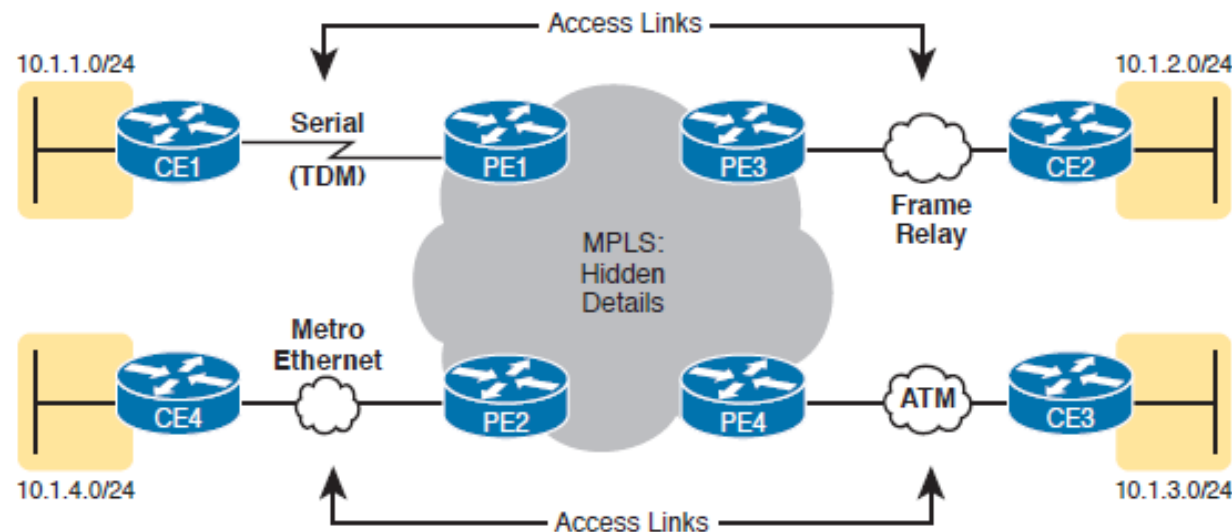 Access Links
10.1.1.0/24
10.1.2.0/24
Serial
(TDM)
CE1
PE1
PE3
CE2
Frame
Relay
MPLS:
Hidden
Details
Metro
Ethernet
CE4
PE2
PE4
ATM
CE3
10.1.4.0/24
10.1.3.0/24
Access Links